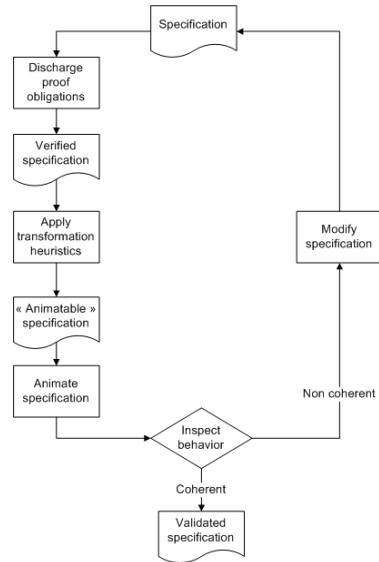 Specification
Discharge
proof
obligations
Verified
specification
Apply
transformation
heuristics
Modify
specification
« Animatable »
specification
Animate
specification
Non coherent
Inspect
behavior
Coherent
Validated
specification